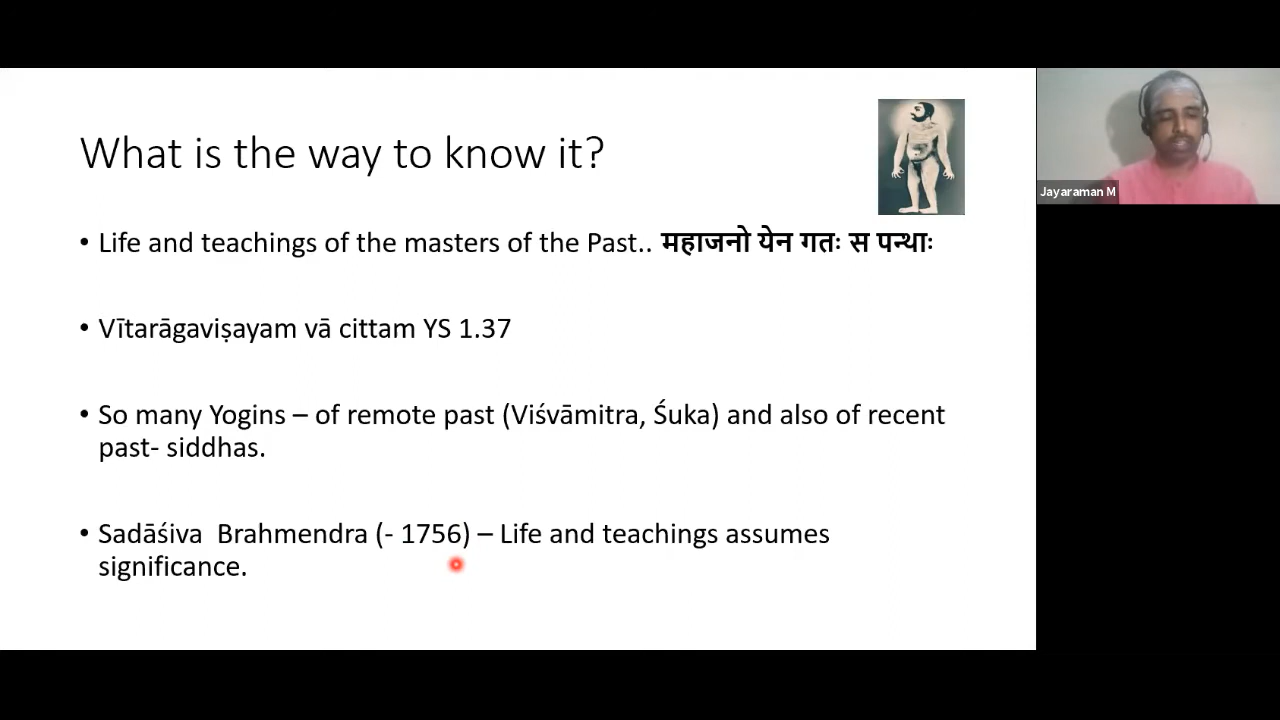 What is the way to know it?
• Life and teachings of the masters of the Past.. महाजनो येन गतः स पन्थाः
• Vītarāgaviṣayam vā cittam YS 1.37
• So many Yogins – of remote past (Viśvāmitra, Śuka) and also of recent
past- siddhas.
• Sadāśiva  Brahmendra (- 1756) – Life and teachings assumes
significance.
Jayaraman M